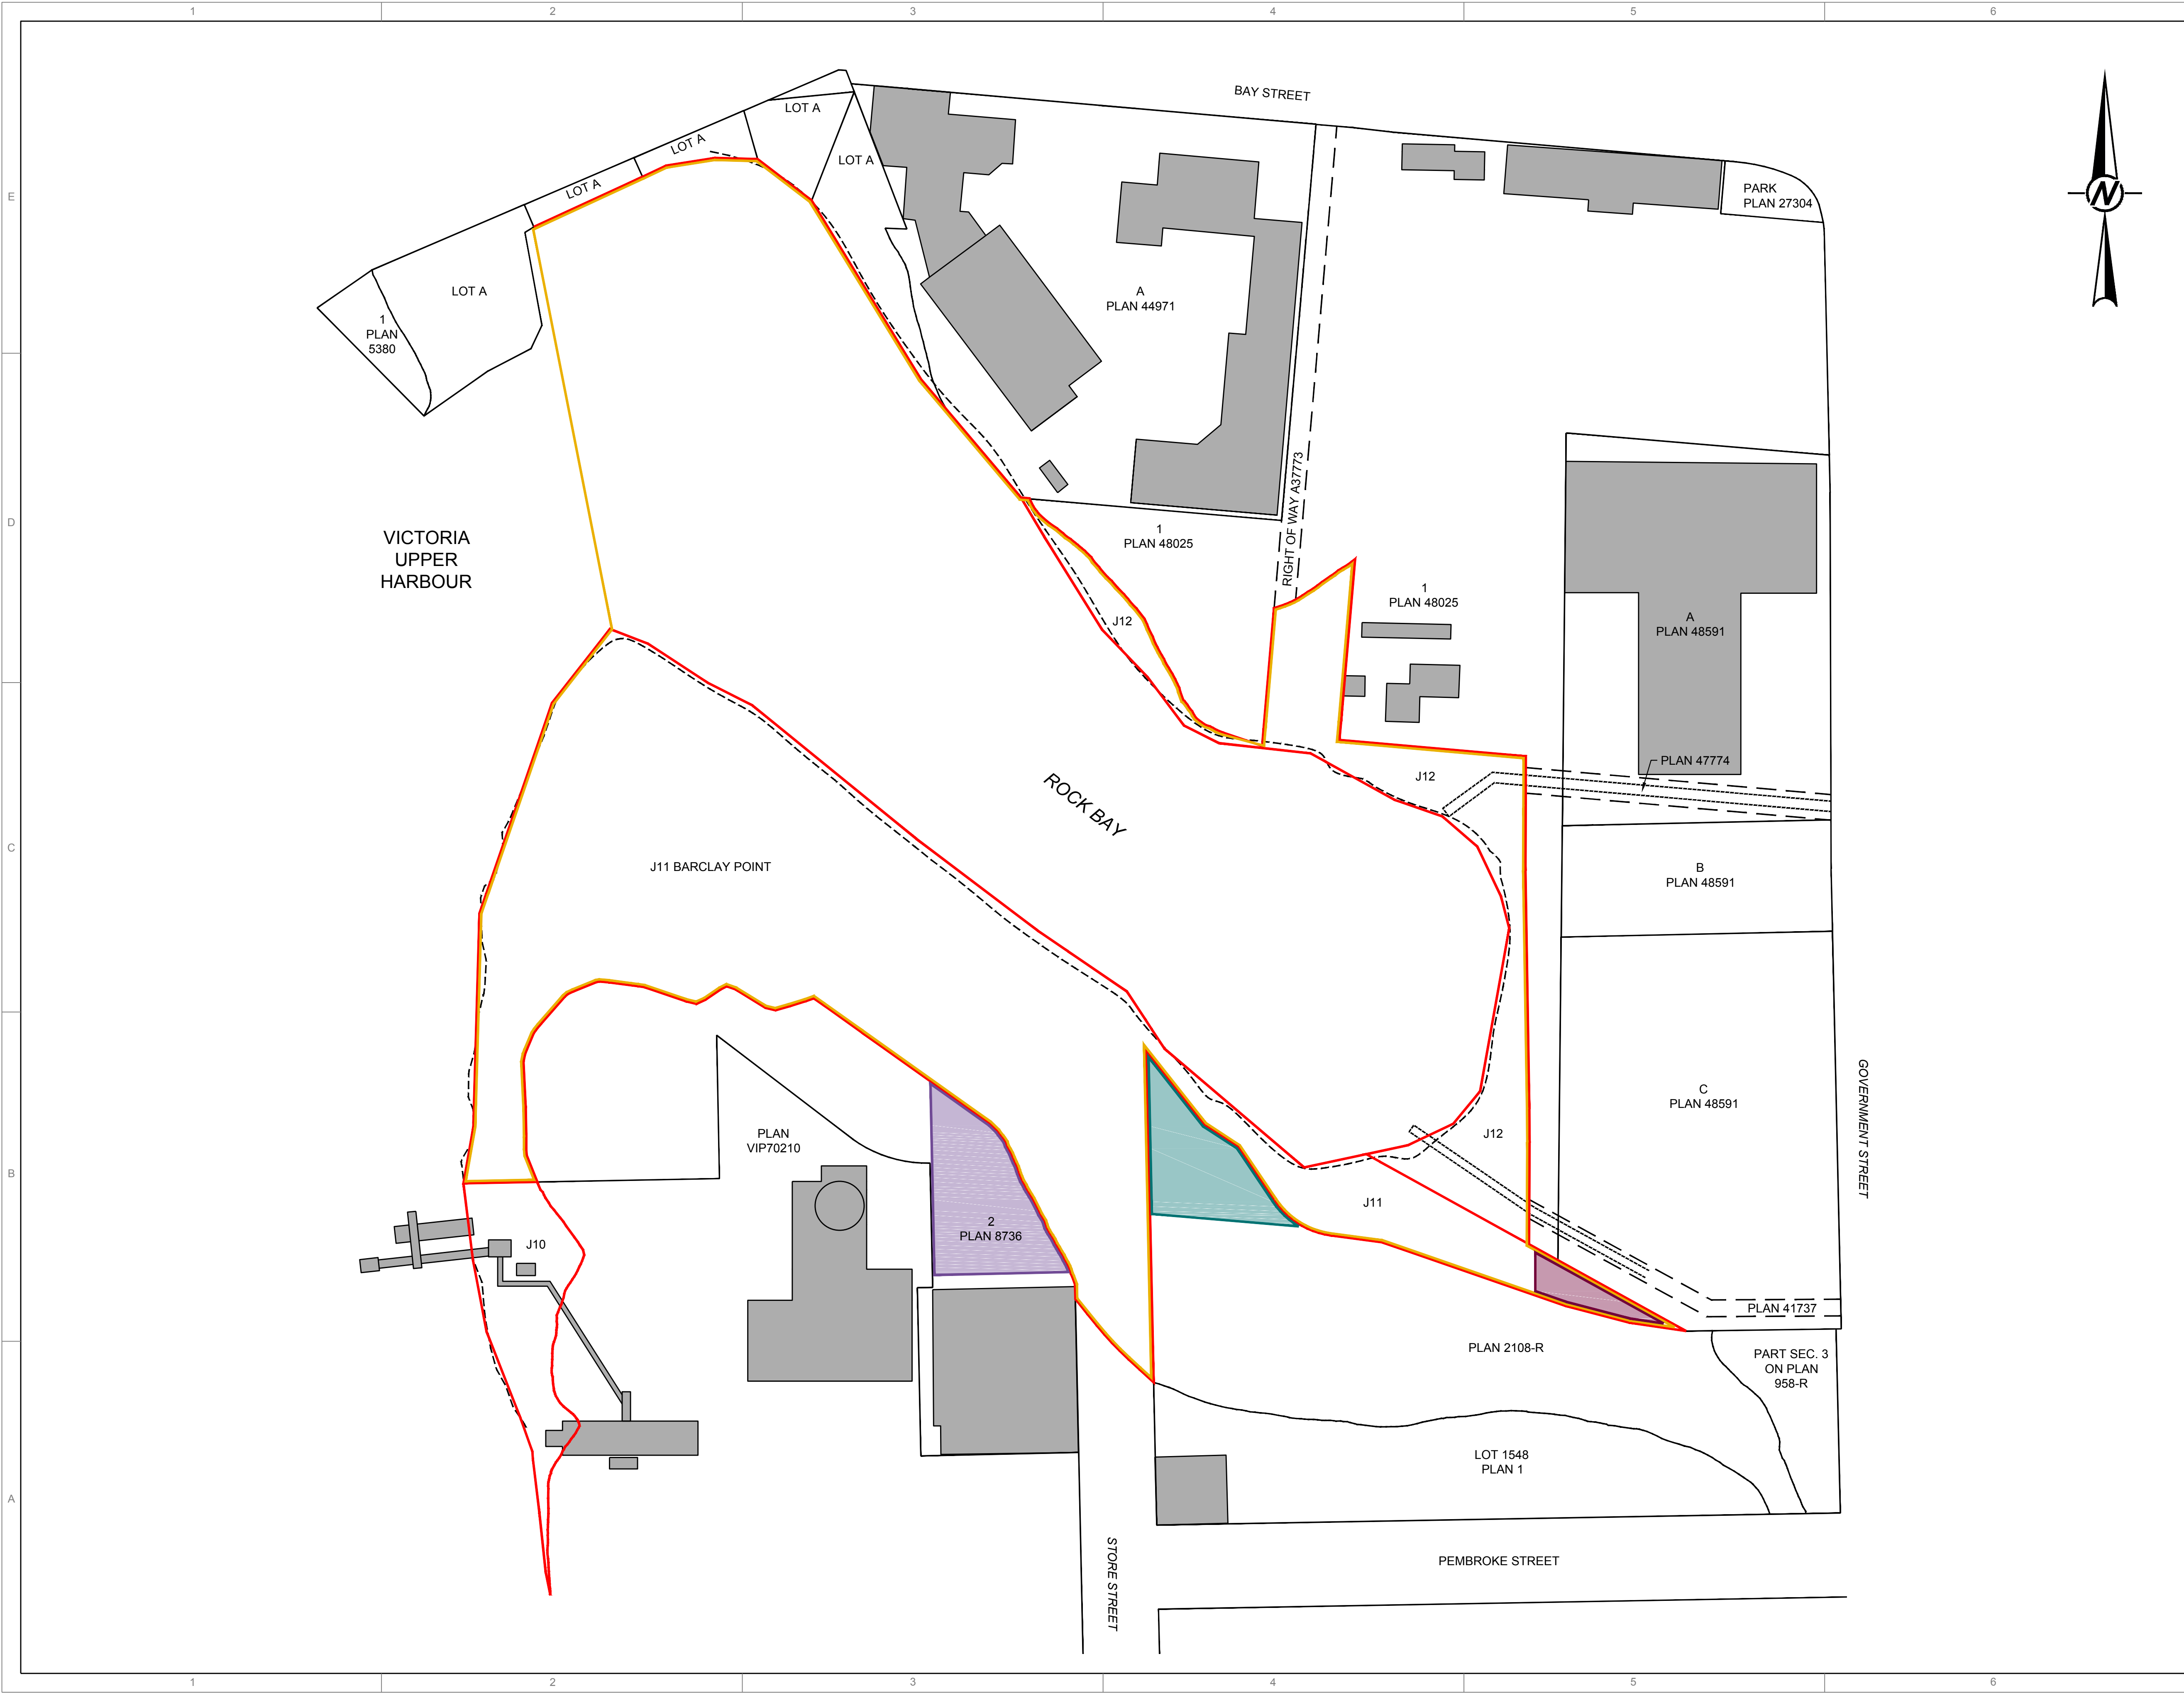 1 2 3 4 5 6
E
D
C
B
A
BAY STREET
LOT A
LOT A
LOT A
LOT A
LOT A
1
PLAN
5380
A
PLAN 44971
PARK
PLAN 27304
N
VICTORIA
UPPER
HARBOUR
1
PLAN 48025
RIGHT OF WAY A37773
1
PLAN 48025
J12
A
PLAN 48591
PLAN 47774
J12
ROCK BAY
J11 BARCLAY POINT
B
PLAN 48591
C
PLAN 48591
GOVERNMENT STREET
PLAN
VIP70210
J12
J11
2
PLAN 8736
J10
PLAN 41737
PLAN 2108-R
PART SEC. 3
ON PLAN
958-R
LOT 1548
PLAN 1
STORE STREET
PEMBROKE STREET
1 2 3 4 5 6